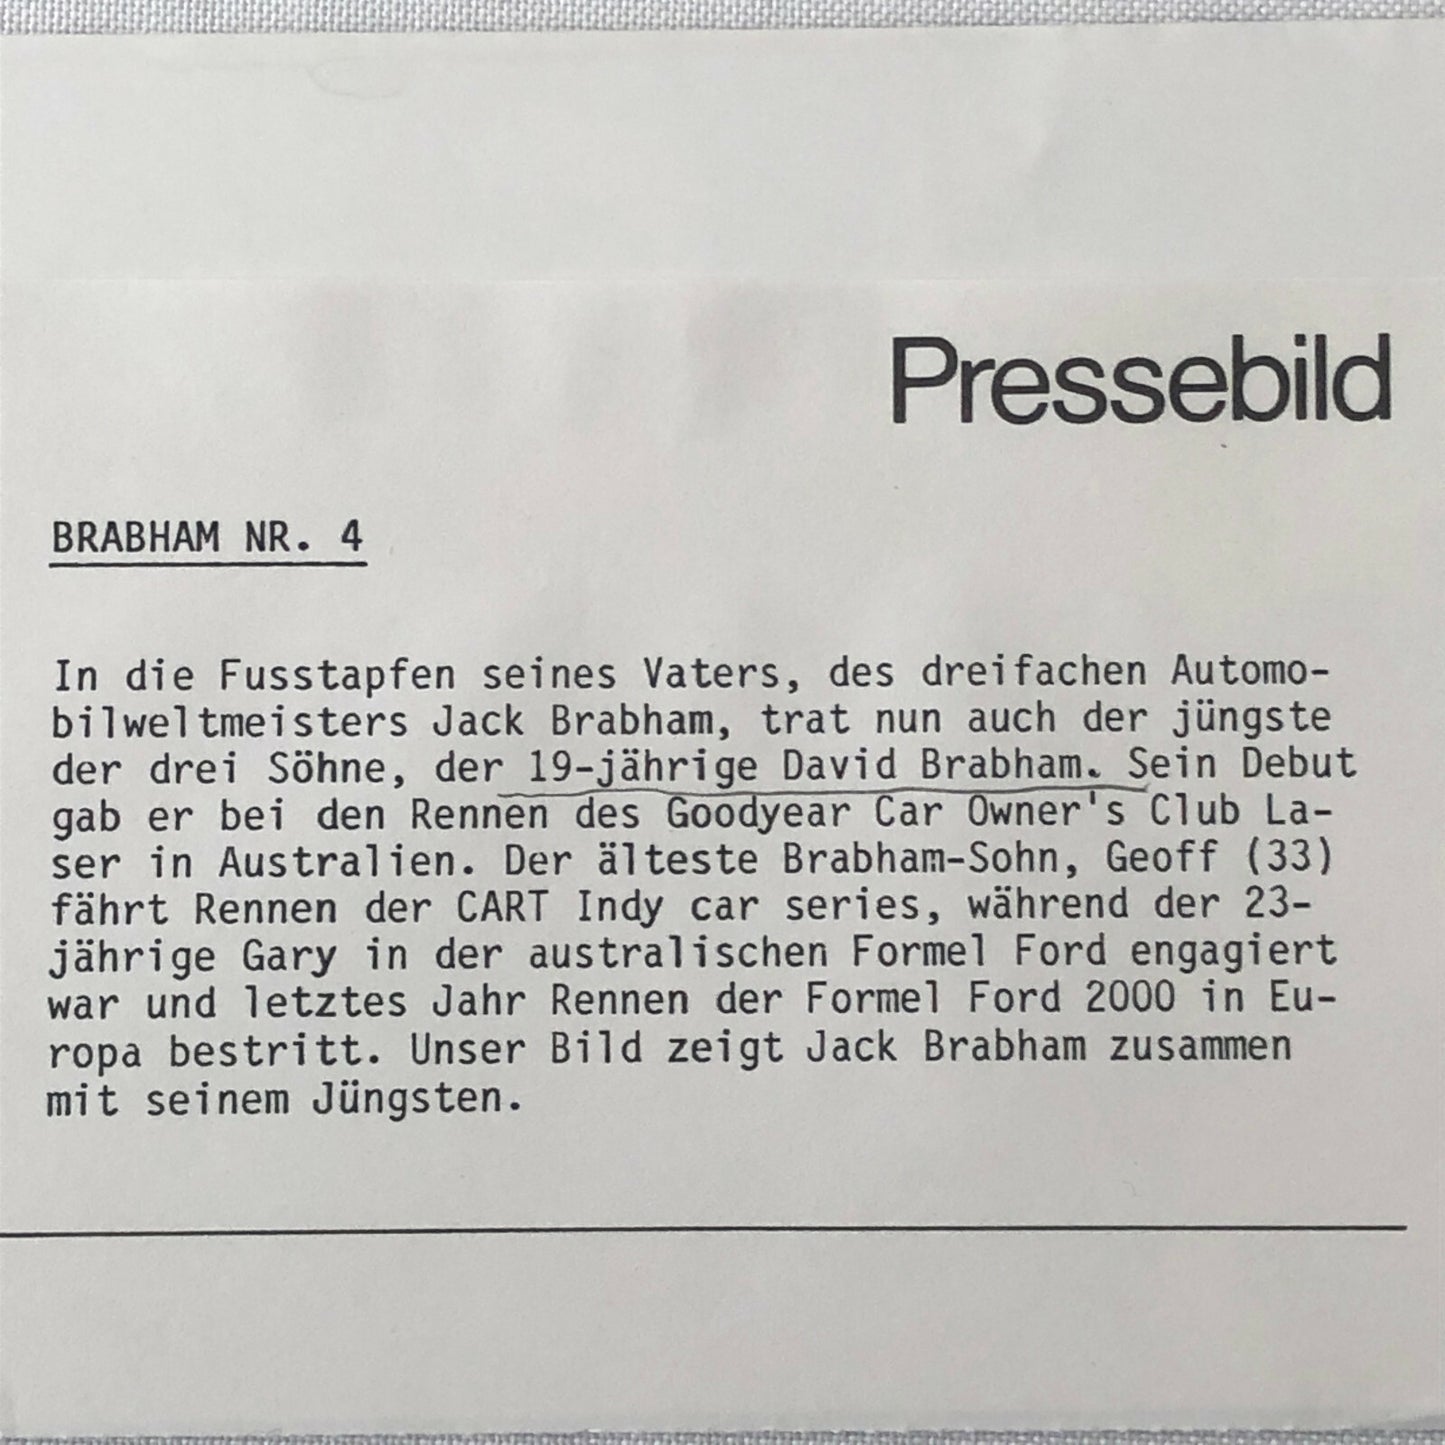 Pressebild
BRABHAM NR. 4
In die Fusstapfen seines Vaters, des dreifachen Automo-
bilweltmeisters Jack Brabham, trat nun auch der jüngste
der drei Söhne, der 19-jährige David Brabham. Sein Debut
gab er bei den Rennen des Goodyear Car Owner's Club La-
ser in Australien. Der älteste Brabham-Sohn, Geoff (33)
fährt Rennen der CART Indy car series, während der 23-
jährige Gary in der australischen Formel Ford engagiert
war und letztes Jahr Rennen der Formel Ford 2000 in Eu-
ropa bestritt. Unser Bild zeigt Jack Brabham zusammen
mit seinem Jüngsten.